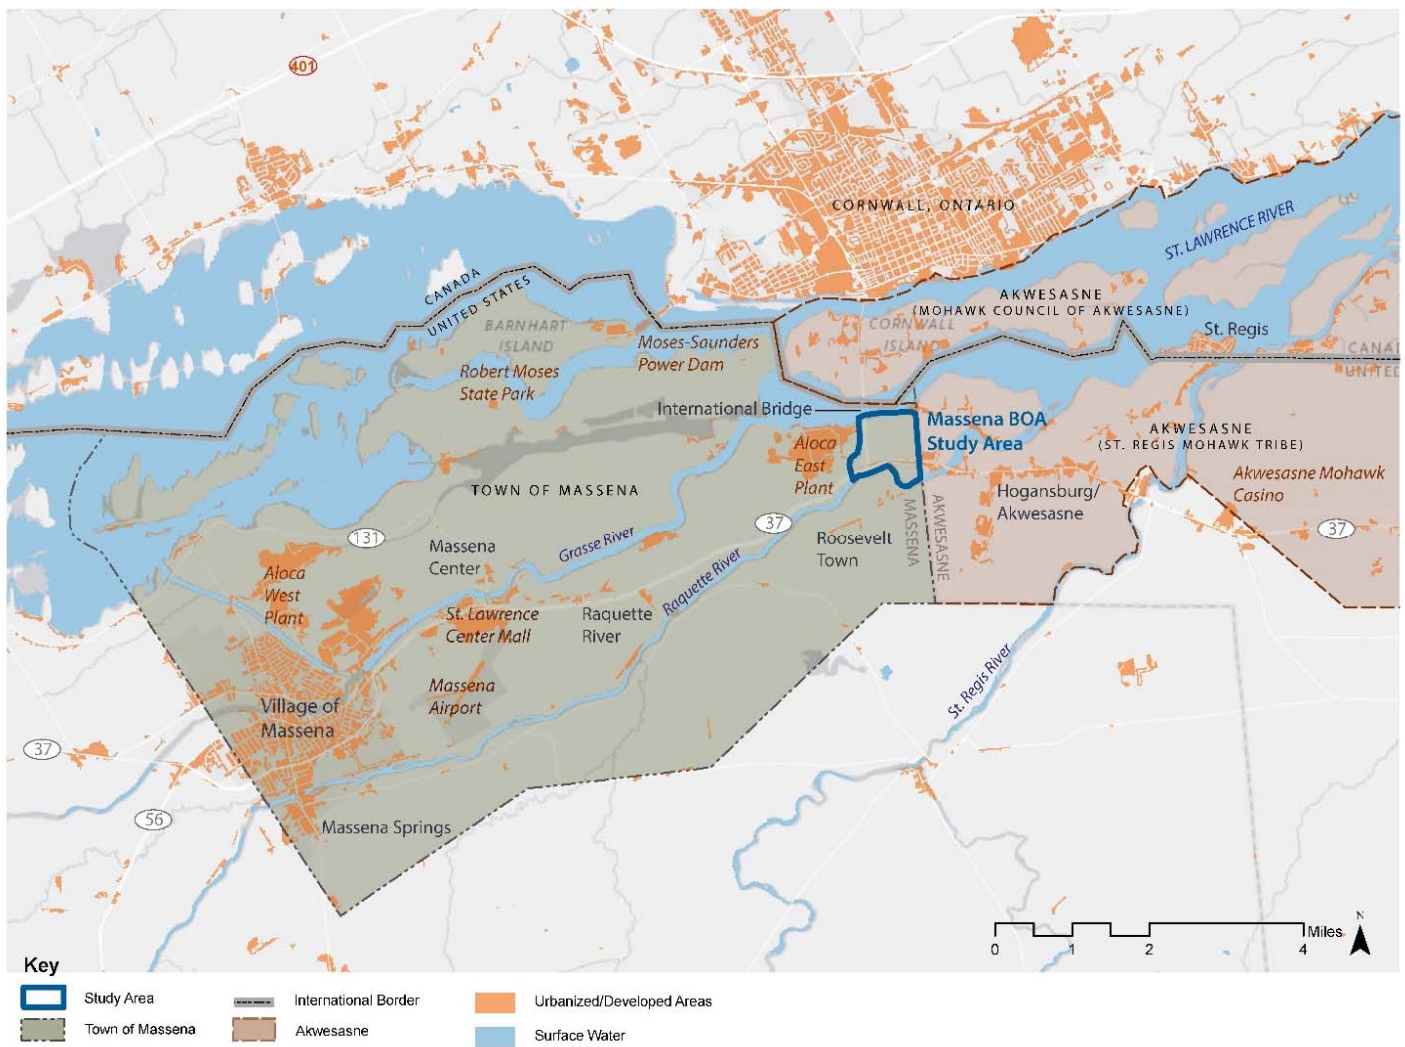 401
CORNWALL, ONTARIO
ST. LAWRENCE RIVER
CANADA
UNITED STATES
AKWESASNE
(MOHAWK COUNCIL OF AKWESASNE)
BARNHART
ISLAND
CORNWALL
ISLAND
St. Regis
Moses-Saunders
Power Dam
CANAD
UNITED
Robert Moses
State Park
International Bridge
Massena BOA
Study Area
AKWESASNE
(ST. REGIS MOHAWK TRIBE)
Aloca
East
Plant
Akwesasne Mohawk
Casino
TOWN OF MASSENA
Hogansburg/
Akwesasne
MASSENA
AKWESASNE
37
37
131
Roosevelt
Town
Massena
Center
Grasse River
Aloca
West
Plant
Raquette River
St. Lawrence
Center Mall
Raquette
River
Massena
Airport
St. Regis River
Village of
Massena
37
56
Massena Springs
0 1 2 4 Miles
N
Key
Study Area
International Border
Urbanized/Developed Areas
Town of Massena
Akwesasne
Surface Water